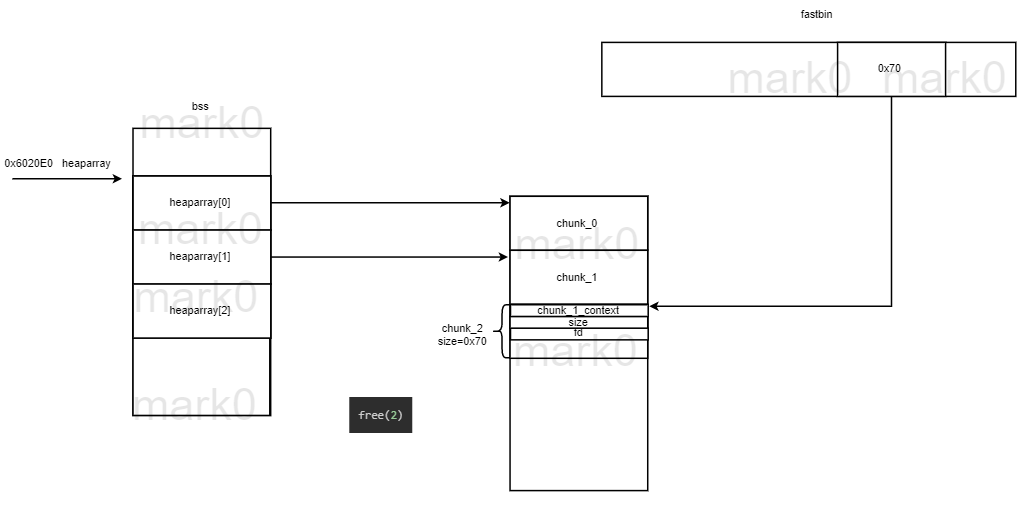 fastbin
mark0 mark0
0x70
bss
mark0
0x6020E0 heaparray
heaparray[0]
mark0
chunk_0
mark0
heaparray[1]
chunk_1
heaparray[2]
mark0
chunk_1_context
size
fd
chunk_2
size=0x70
mark0
mark0
free(2)